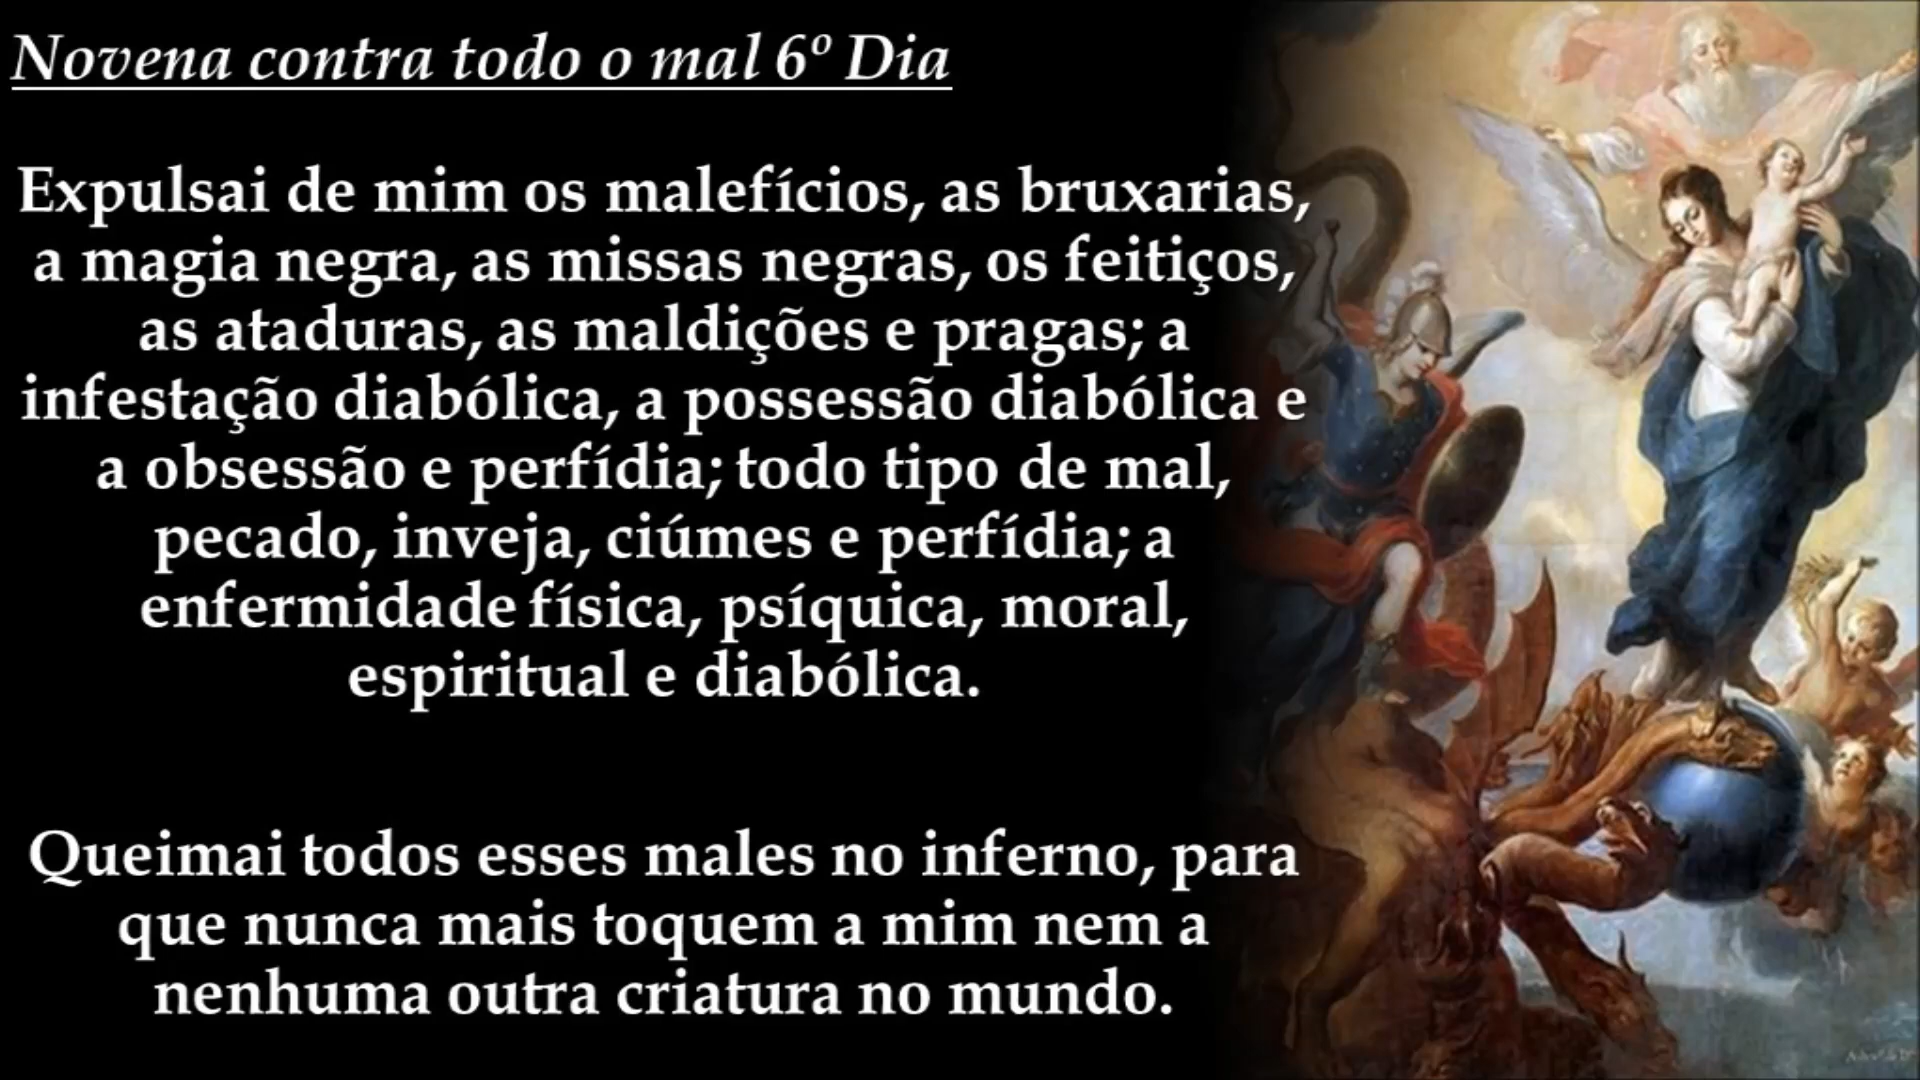 Novena contra todo o mal 6º Dia
Expulsai de mim os malefícios, as bruxarias,
a magia negra, as missas negras, os feitiços,
as ataduras, as maldições e pragas; a
infestação diabólica, a possessão diabólica e
a obsessão e perfídia; todo tipo de mal,
pecado, inveja, ciúmes e perfídia; a
enfermidade física, psíquica, moral,
espiritual e diabólica.
Queimai todos esses males no inferno, para
que nunca mais toquem a mim nem a
nenhuma outra criatura no mundo.